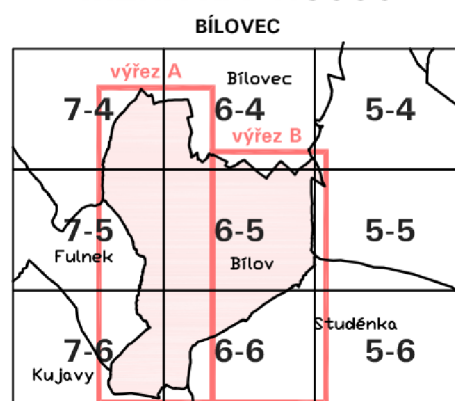 BÍLOVEC
výřez A
Bílovec
7-4 6-4 5-4
výřez B
7-5 6-5 5-5
Fulnek Bílov
Studénka
7-6 6-6 5-6
Kujavy